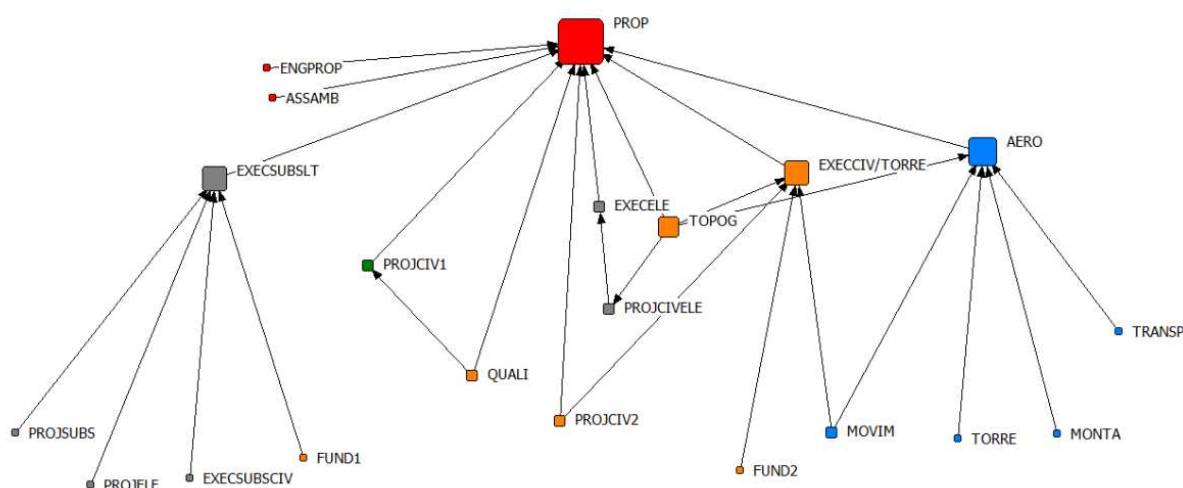 PROP
ENGPROP
ASSAMB
AERO
EXECSUBSLT
EXECCIV/TORRE
EXECELE
TOPOG
PROJCIV1
PROJCIVELE
TRANSP
QUALI
PROJCIV2
PROJSUBS
MOVIM
TORRE
MONTA
FUND1
FUND2
EXECSUBSCIV
PROJELE